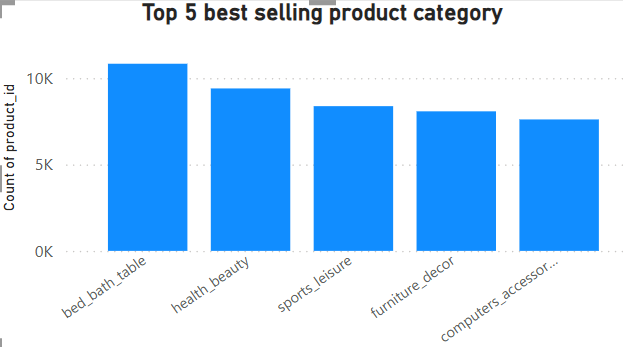 Top 5 best selling product category
Count of product_id
10K
5K
0K
bed_bath_table
health_beauty
sports_leisure
furniture_decor
computers_accessor...